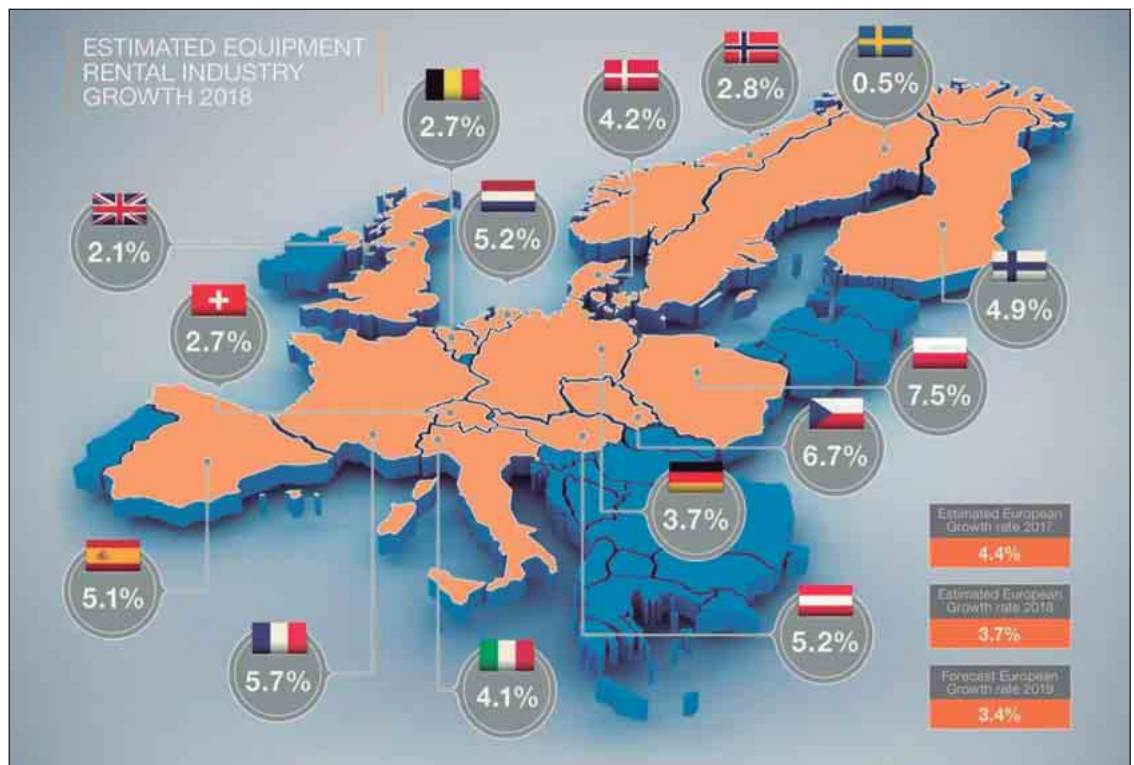 ESTIMATED EQUIPMENT
RENTAL INDUSTRY
GROWTH 2018
2.7%
4.2%
2.8%
0.5%
2.1%
5.2%
2.7%
4.9%
7.5%
6.7%
3.7%
5.1%
5.2%
5.7%
4.1%
Estimated European
Growth rate 2017
4.4%
Estimated European
Growth rate 2018
3.7%
Forecast European
Growth rate 2019
3.4%